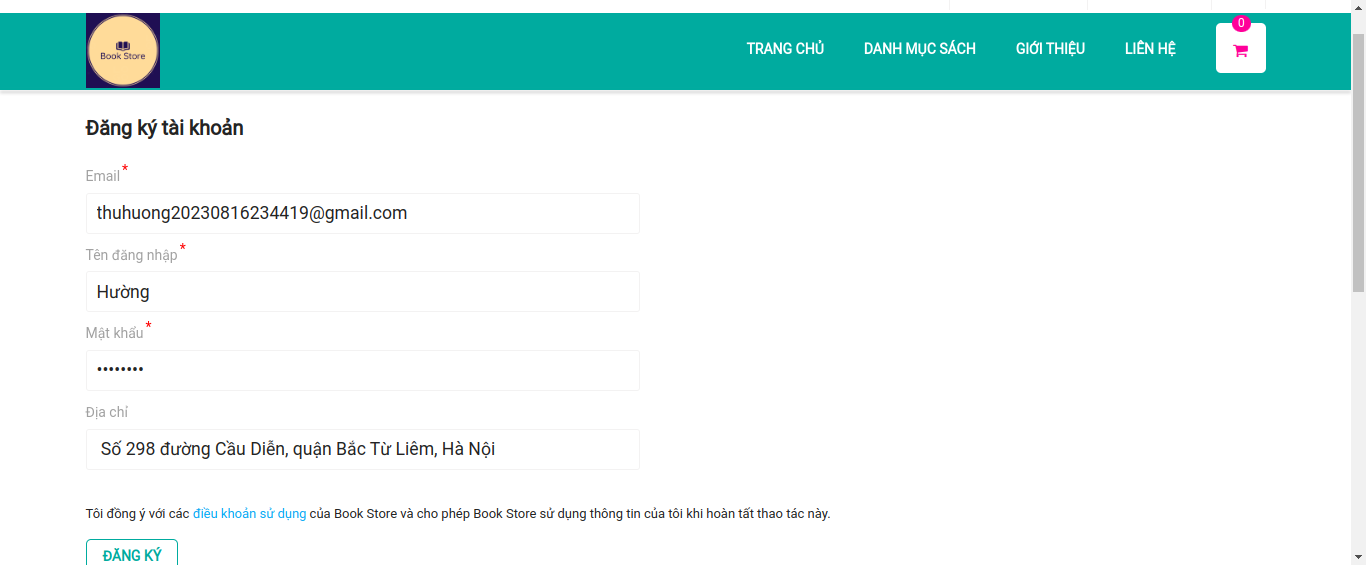 Book Store
TRANG CHỦ
DANH MỤC SÁCH
GIỚI THIỆU
LIÊN HỆ
0
Đăng ký tài khoản
Email *
thuhuong20230816234419@gmail.com
Tên đăng nhập *
Hường
Mật khẩu *
••••••••
Địa chỉ
Số 298 đường Cầu Diễn, quận Bắc Từ Liêm, Hà Nội
Tôi đồng ý với các điều khoản sử dụng của Book Store và cho phép Book Store sử dụng thông tin của tôi khi hoàn tất thao tác này.
ĐĂNG KÝ